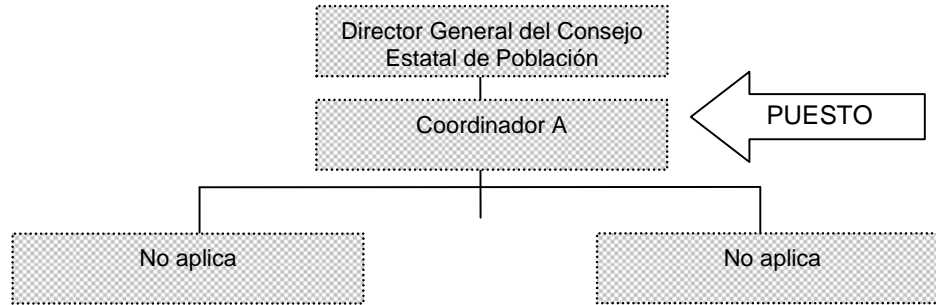 Director General del Consejo
Estatal de Población
Coordinador A
PUESTO
No aplica
No aplica